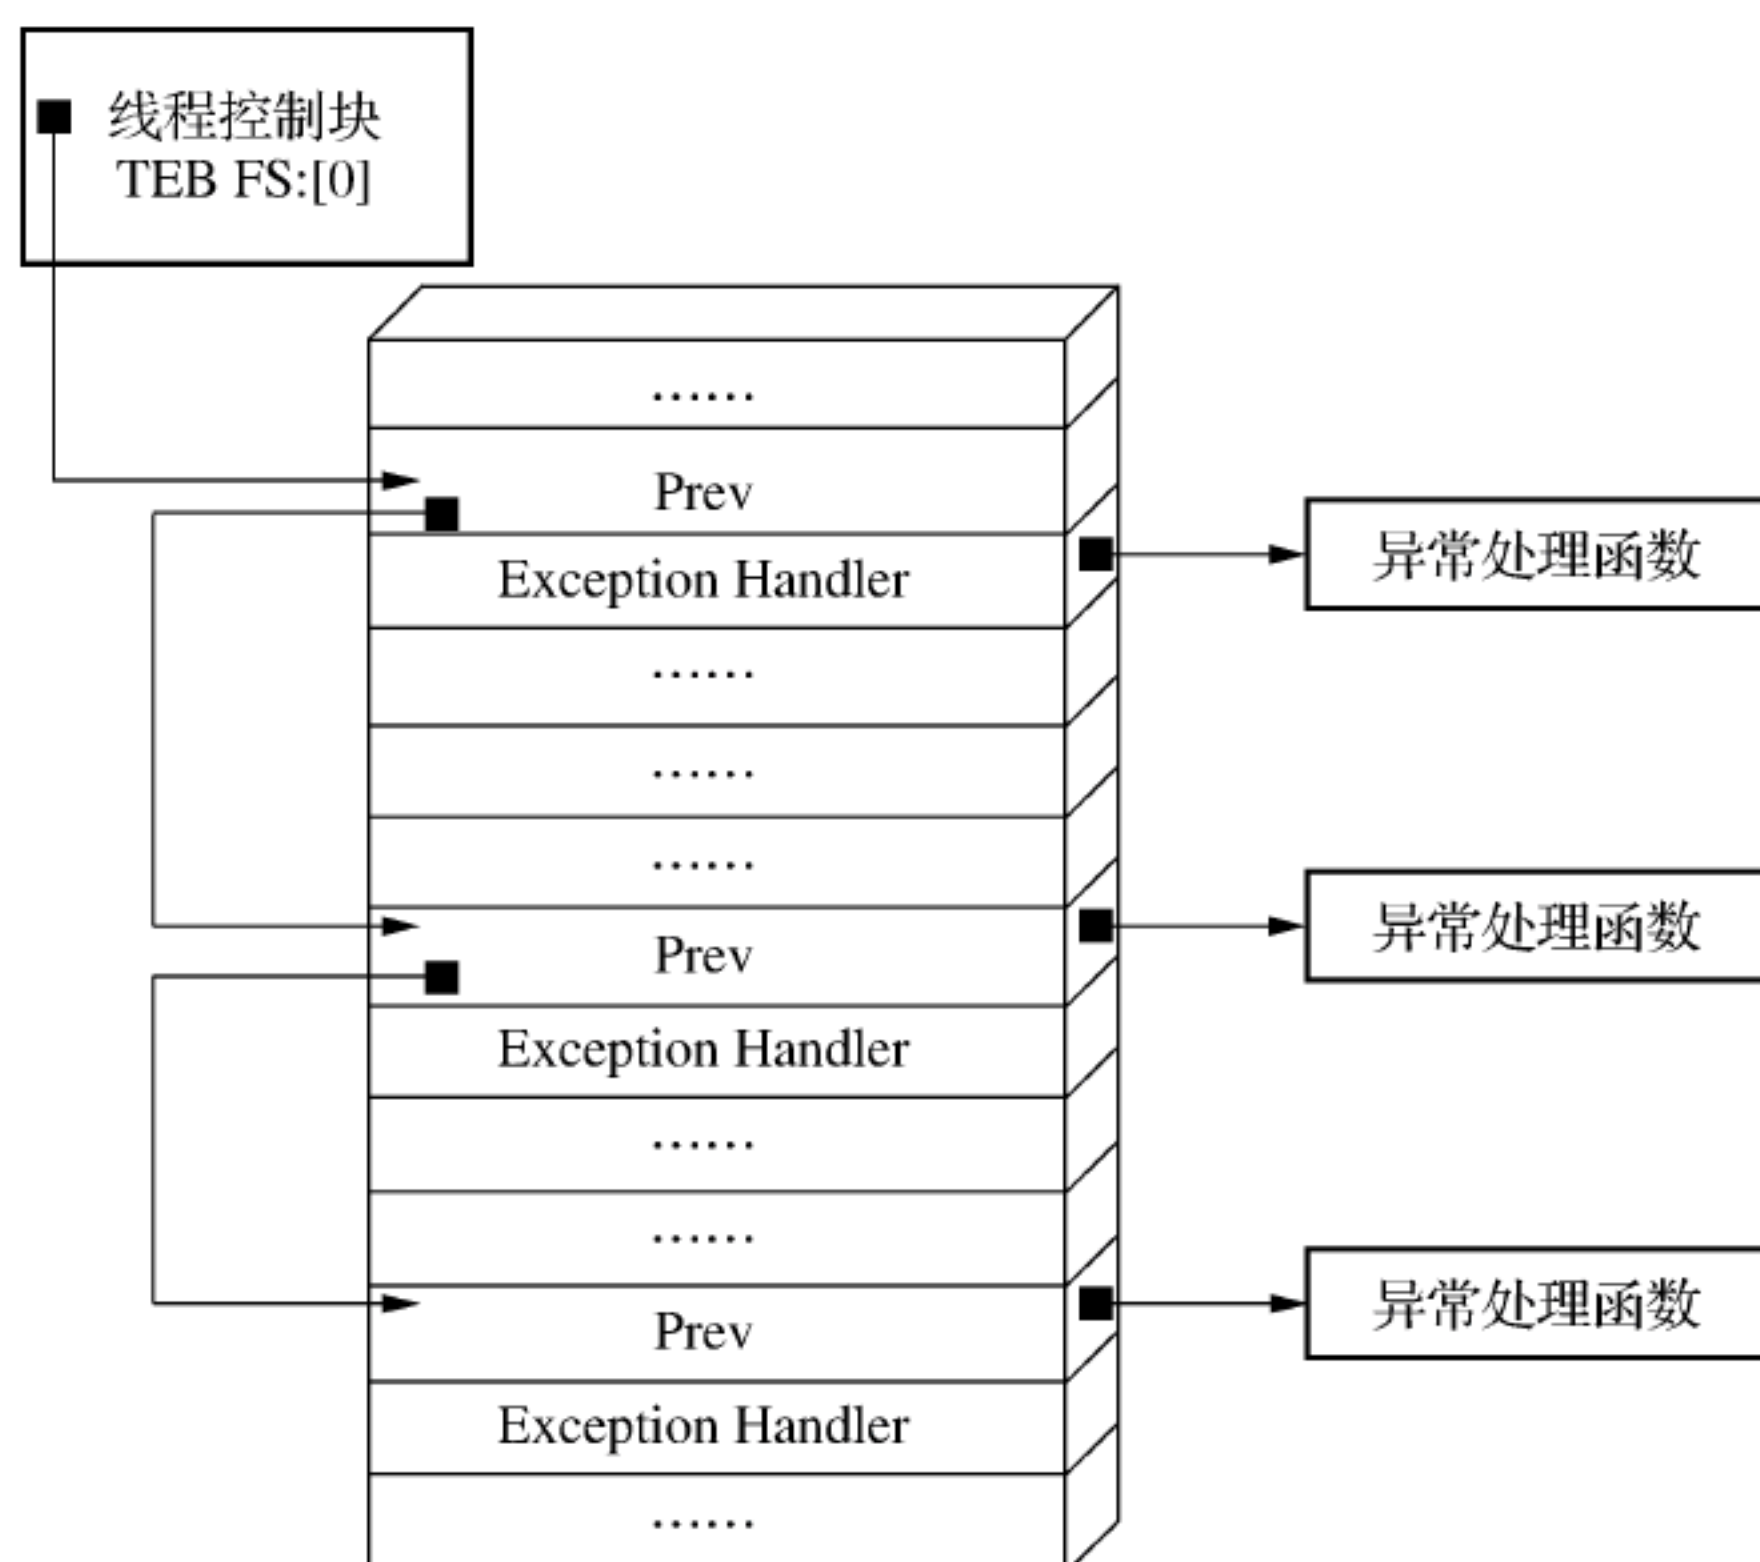 线程控制块
TEB FS:[0]
……
Prev
Exception Handler
异常处理函数
……
……
……
Prev
异常处理函数
Exception Handler
……
……
Prev
异常处理函数
Exception Handler
……